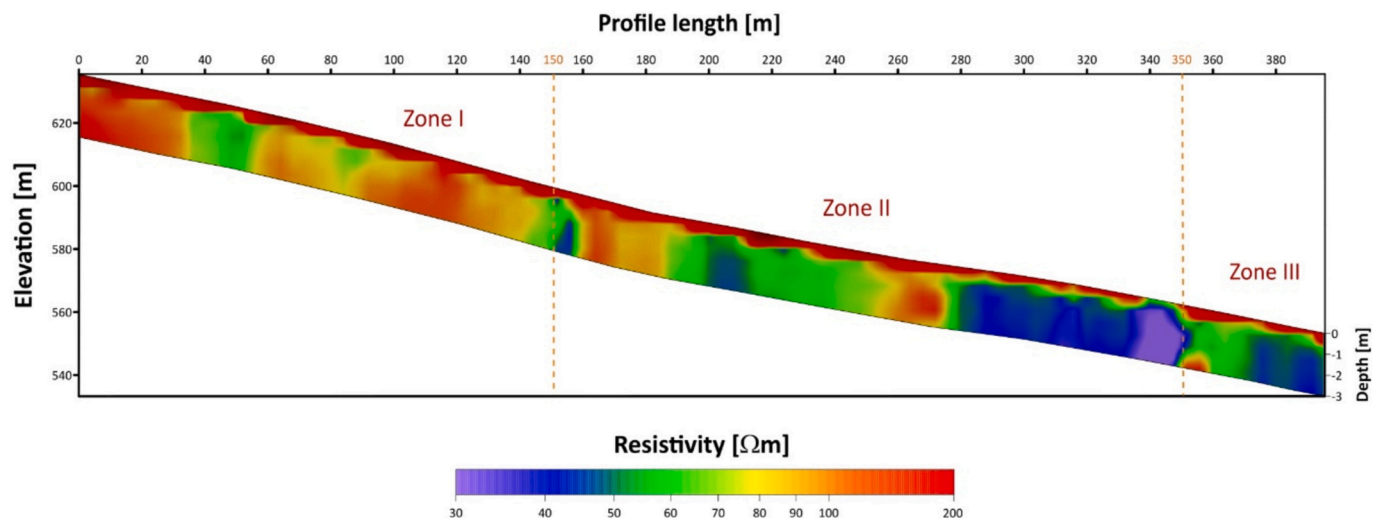 Profile length [m]
0 20 40 60 80 100 120 140 150 160 180 200 220 240 260 280 300 320 340 350 360 380
Zone I
620
Elevation [m]
600
Zone II
580
Zone III
560
0
Depth [m]
-1
540
-2
-3
Resistivity [Ωm]
30 40 50 60 70 80 90 100 200